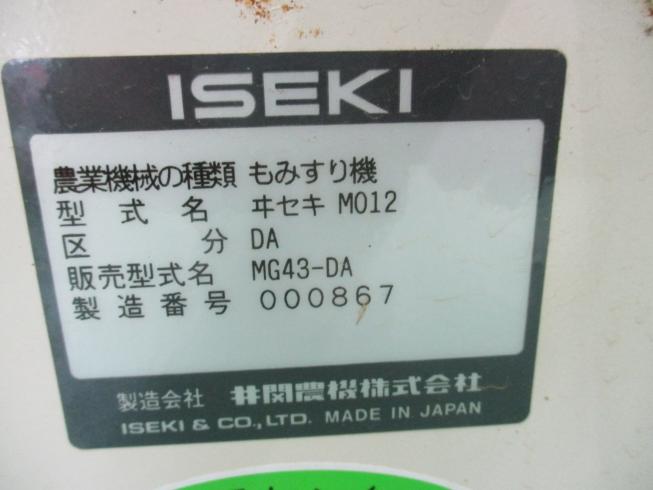 ISEKI
農業機械の種類 もみすり機
型式名 ヰセキ M012
区分 DA
販売型式名 MG43-DA
製造番号 000867
製造会社 井関農機株式会社
ISEKI & CO.,LTD. MADE IN JAPAN